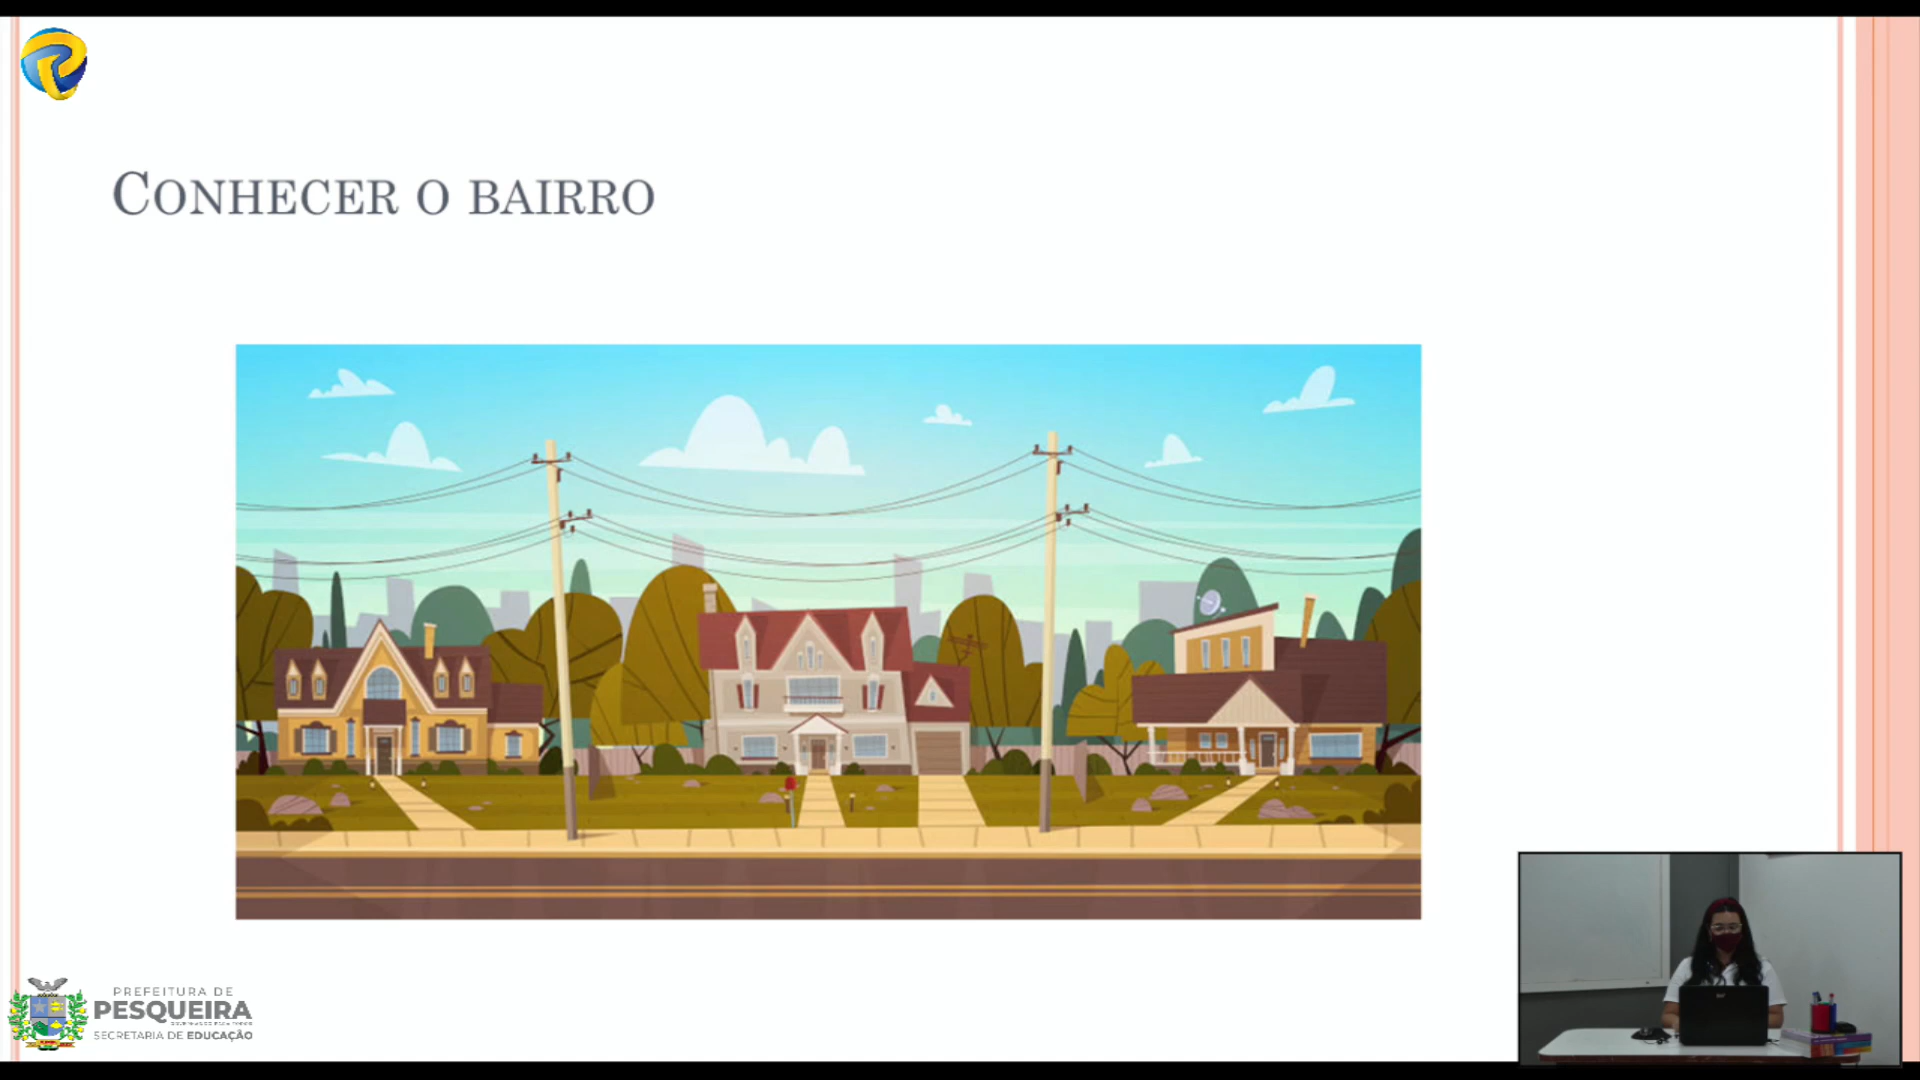 CONHECER O BAIRRO
PREFEITURA DE
PESQUEIRA
SECRETARIA DE EDUCAÇÃO